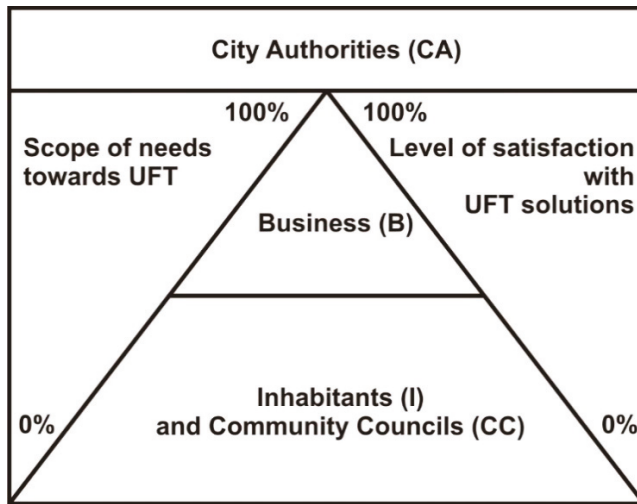 City Authorities (CA)
100%
100%
Scope of needs
towards UFT
Level of satisfaction
with
UFT solutions
Business (B)
Inhabitants (I)
and Community Councils (CC)
0%
0%